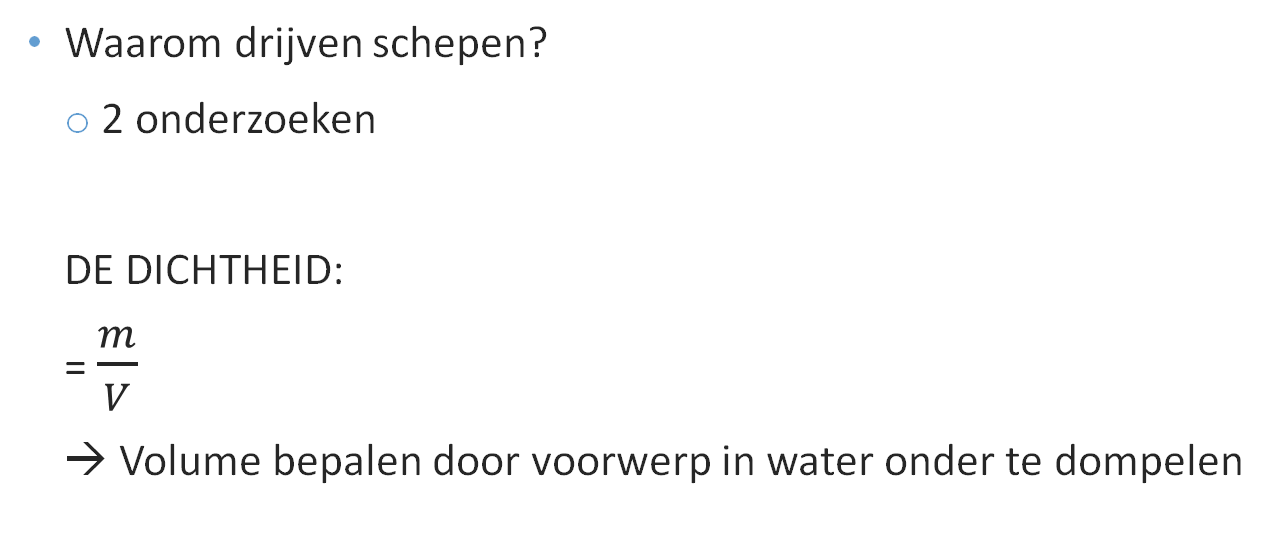 • Waarom drijven schepen?
○ 2 onderzoeken
DE DICHTHEID:
= m/V
→ Volume bepalen door voorwerp in water onder te dompelen